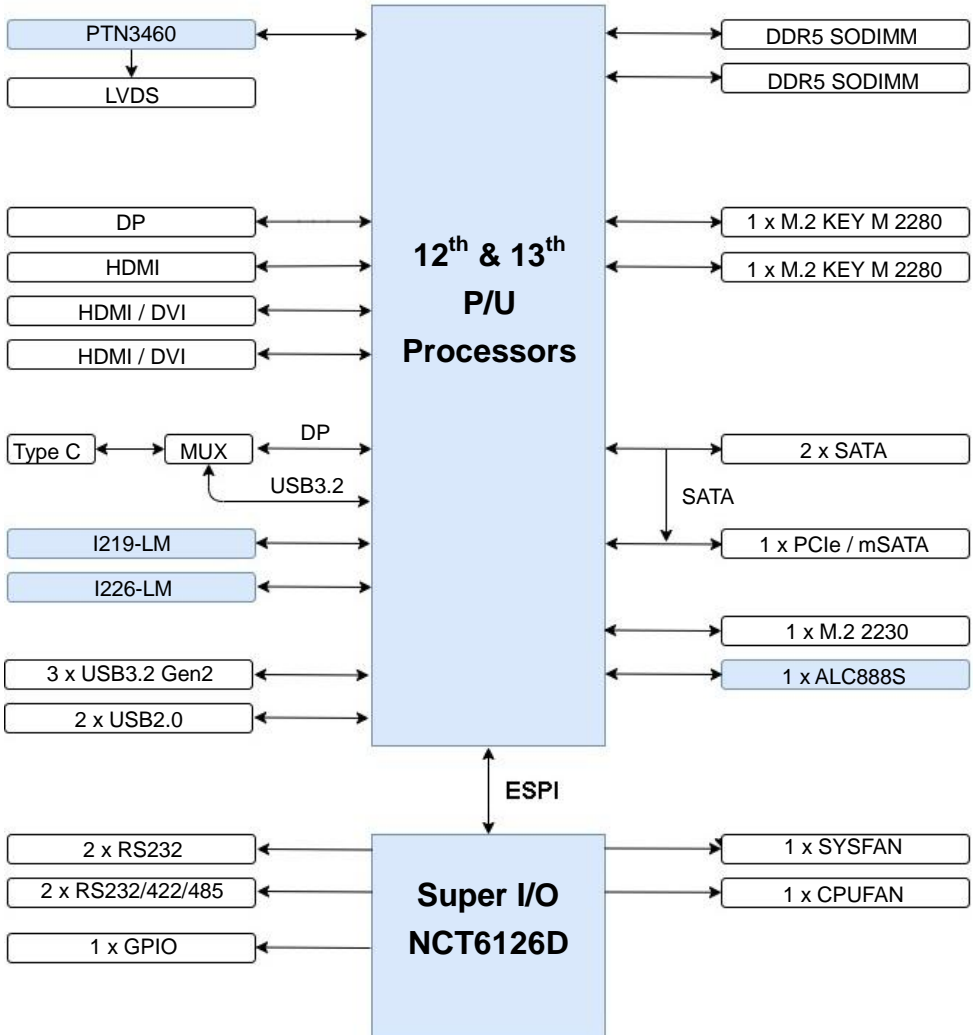 PTN3460
LVDS
DP
HDMI
HDMI / DVI
HDMI / DVI
Type C
MUX
DP
USB3.2
I219-LM
I226-LM
3 x USB3.2 Gen2
2 x USB2.0
12th & 13th
P/U
Processors
DDR5 SODIMM
DDR5 SODIMM
1 x M.2 KEY M 2280
1 x M.2 KEY M 2280
2 x SATA
SATA
1 x PCIe / mSATA
1 x M.2 2230
1 x ALC888S
ESPI
2 x RS232
2 x RS232/422/485
1 x GPIO
Super I/O
NCT6126D
1 x SYSFAN
1 x CPUFAN